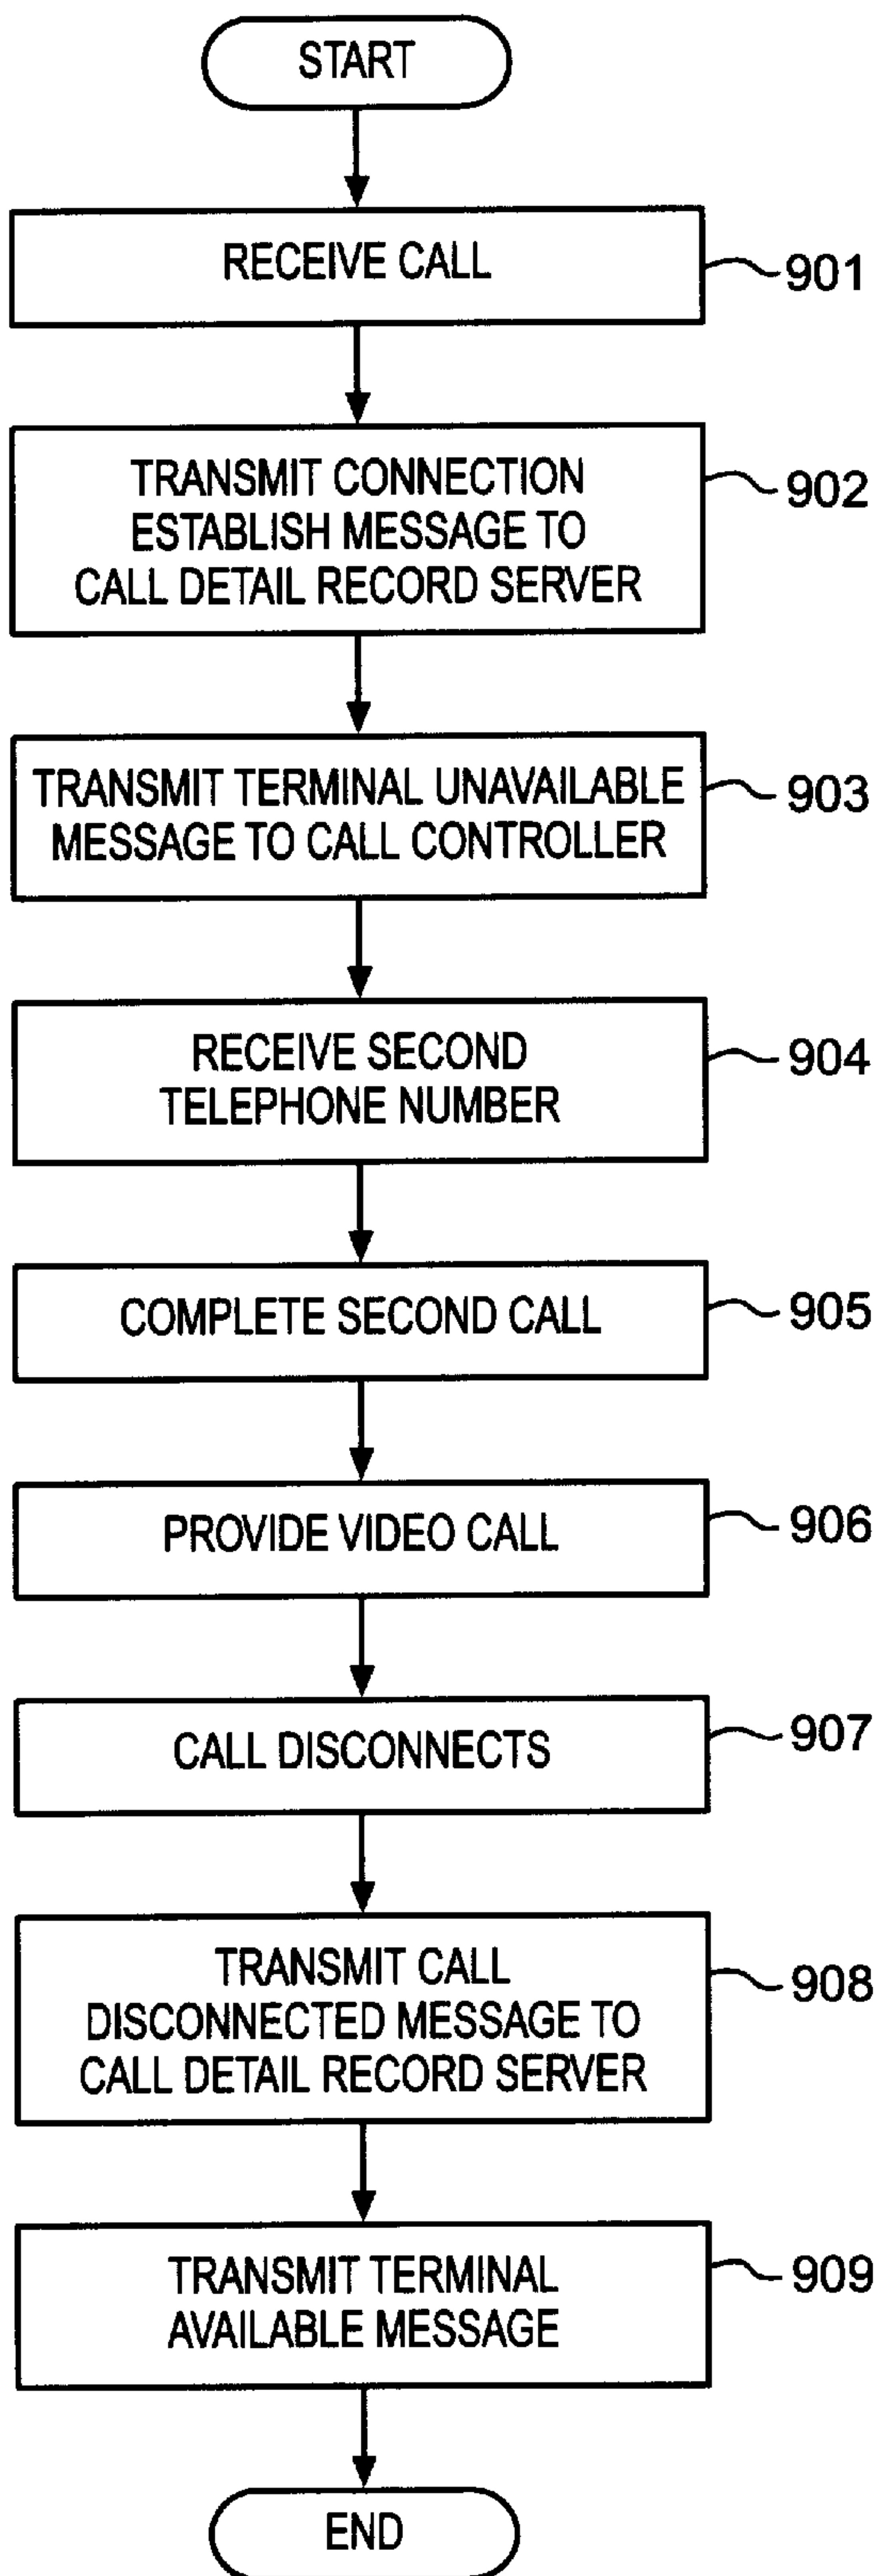 START
RECEIVE CALL
901
TRANSMIT CONNECTION
ESTABLISH MESSAGE TO
CALL DETAIL RECORD SERVER
902
TRANSMIT TERMINAL UNAVAILABLE
MESSAGE TO CALL CONTROLLER
903
RECEIVE SECOND
TELEPHONE NUMBER
904
COMPLETE SECOND CALL
905
PROVIDE VIDEO CALL
906
CALL DISCONNECTS
907
TRANSMIT CALL
DISCONNECTED MESSAGE TO
CALL DETAIL RECORD SERVER
908
TRANSMIT TERMINAL
AVAILABLE MESSAGE
909
END